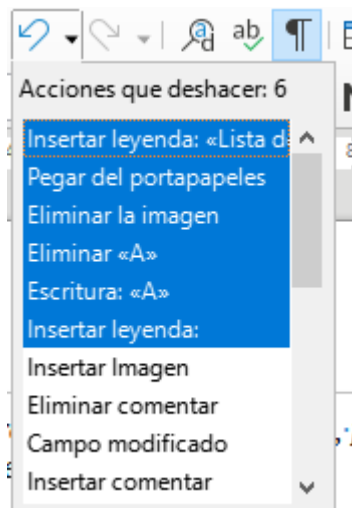 Acciones que deshacer: 6
Insertar leyenda: «Lista d
Pegar del portapapeles
Eliminar la imagen
Eliminar «A»
Escritura: «A»
Insertar leyenda:
Insertar Imagen
Eliminar comentar
Campo modificado
Insertar comentar